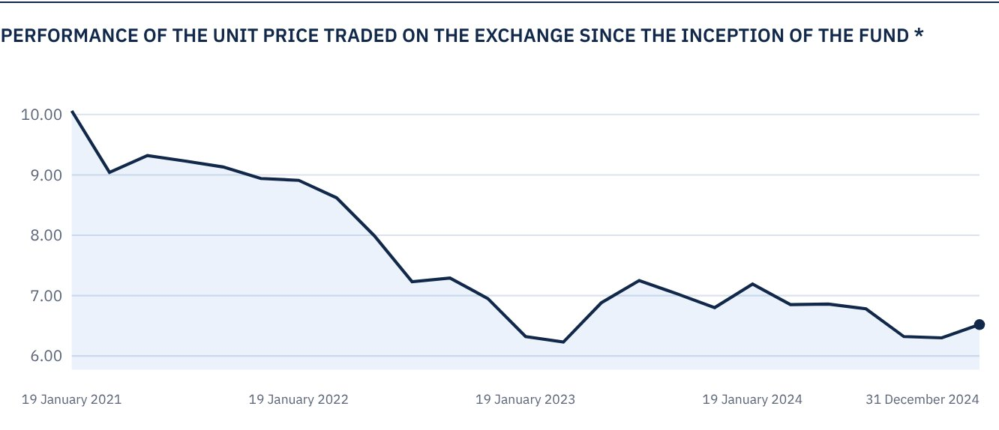 PERFORMANCE OF THE UNIT PRICE TRADED ON THE EXCHANGE SINCE THE INCEPTION OF THE FUND *
10.00
9.00
8.00
7.00
6.00
19 January 2021 19 January 2022 19 January 2023 19 January 2024 31 December 2024